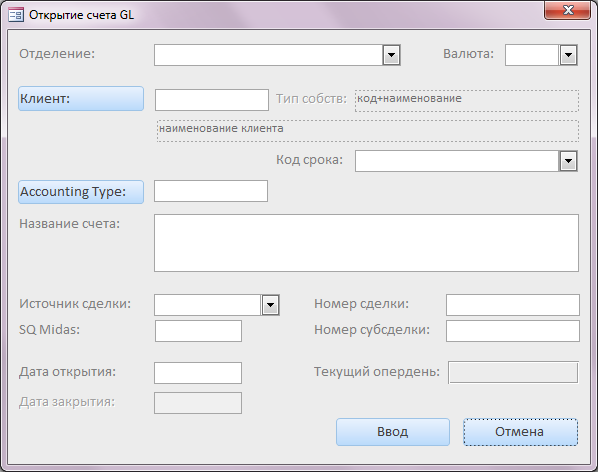 Открытие счета GL
Отделение: Валюта:
Клиент: Тип собств: код+наименование
наименование клиента
Код срока:
Accounting Type:
Название счета:
Источник сделки: Номер сделки:
SQ Midas: Номер субсделки:
Дата открытия: Текущий опердень:
Дата закрытия:
Ввод Отмена